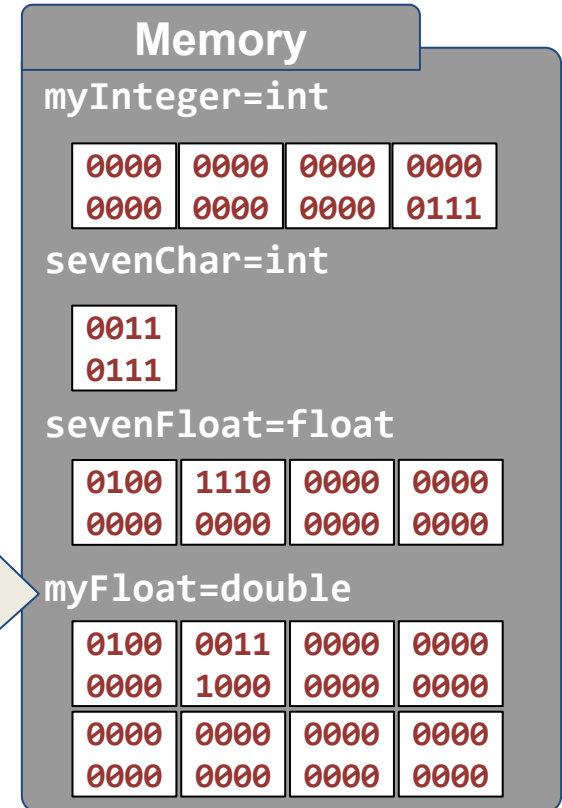 Memory
myInteger=int
0000 0000 0000 0000
0000 0000 0000 0111
sevenChar=int
0011
0111
sevenFloat=float
0100 1110 0000 0000
0000 0000 0000 0000
myFloat=double
0100 0011 0000 0000
0000 1000 0000 0000
0000 0000 0000 0000
0000 0000 0000 0000